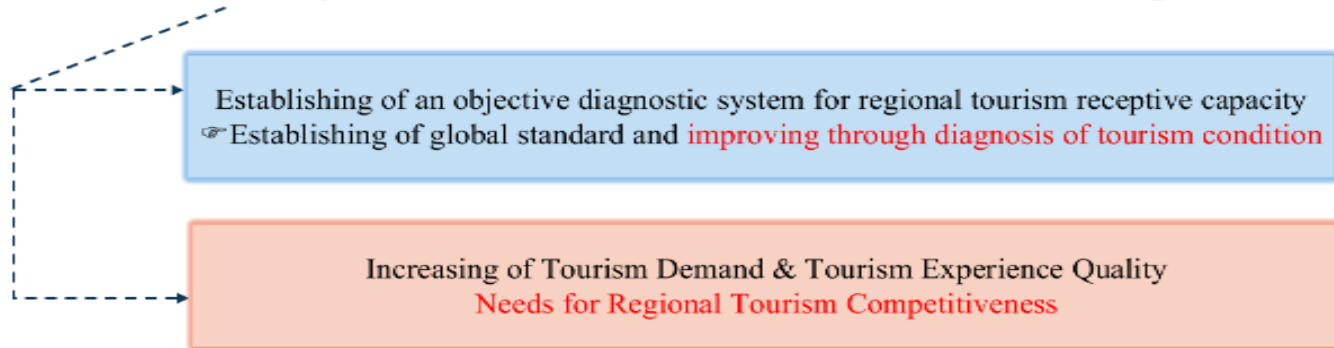 Establishing of an objective diagnostic system for regional tourism receptive capacity
☞Establishing of global standard and improving through diagnosis of tourism condition
Increasing of Tourism Demand & Tourism Experience Quality
Needs for Regional Tourism Competitiveness